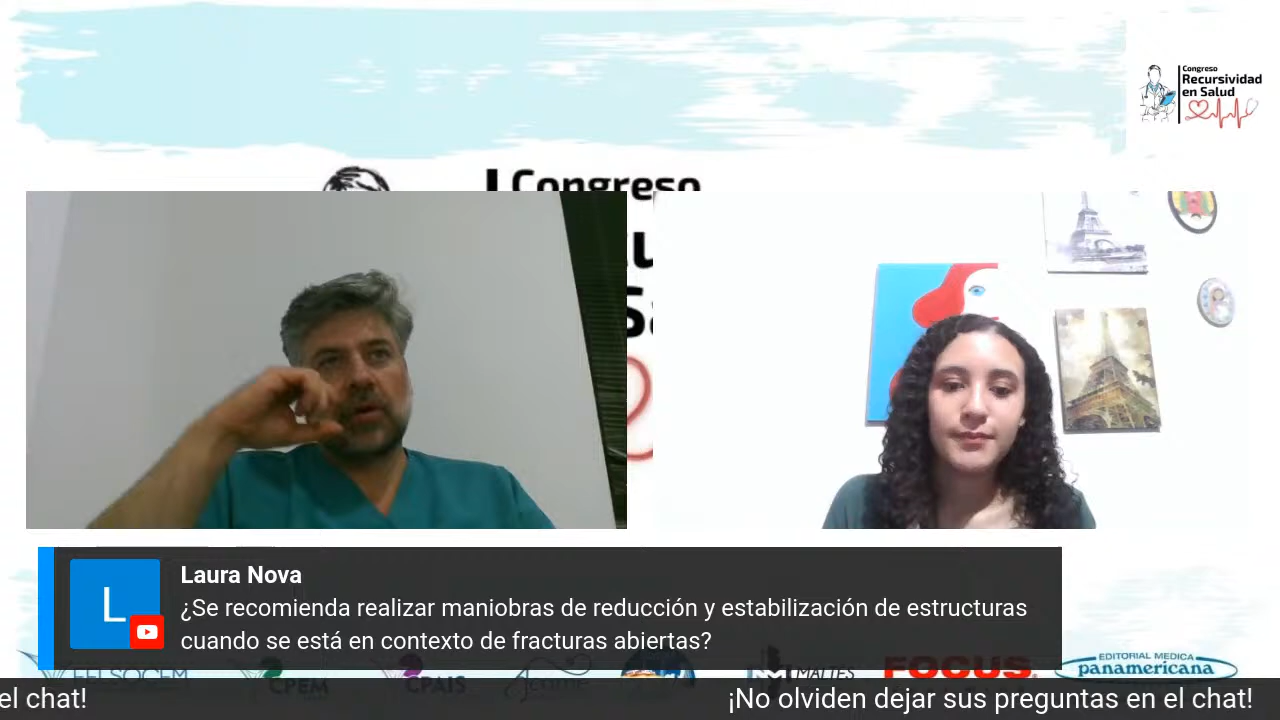 Congreso
Recursividad
en Salud
I Congreso
L
Laura Nova
¿Se recomienda realizar maniobras de reducción y estabilización de estructuras
cuando se está en contexto de fracturas abiertas?
CPEM
CPAIS
MALTES
FOCUS
EDITORIAL MEDICA
panamericana
el chat!
¡No olviden dejar sus preguntas en el chat!